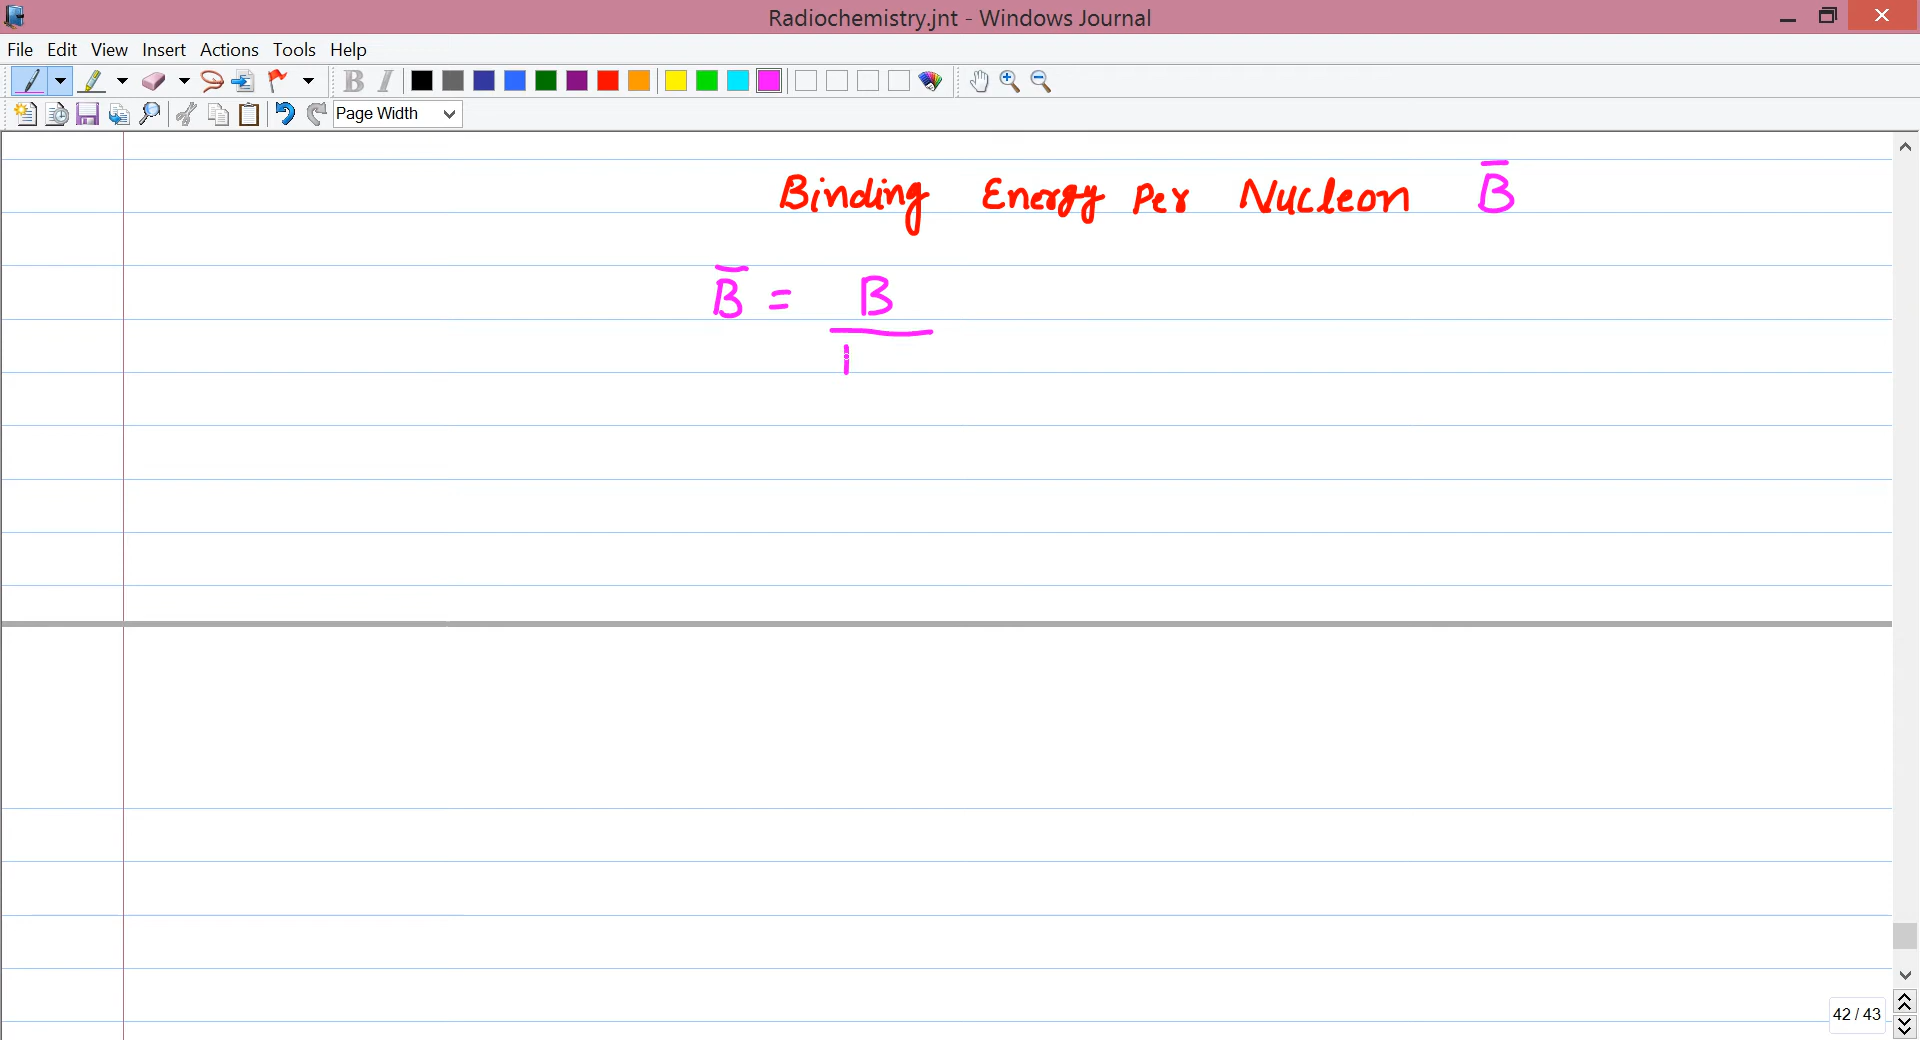 Radiochemistry.jnt - Windows Journal
File Edit View Insert Actions Tools Help
B I
Page Width
Binding Energy Per Nucleon B̅
B̅ = B
42 / 43